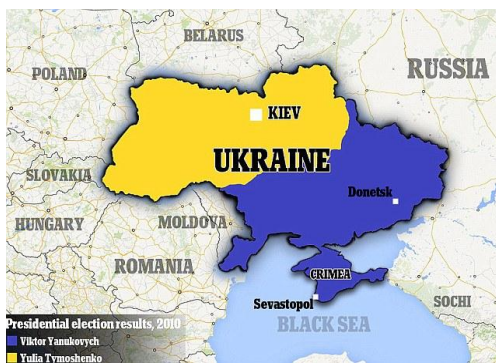 BELARUS
POLAND
RUSSIA
KIEV
UKRAINE
SLOVAKIA
Donetsk
HUNGARY
MOLDOVA
ROMANIA
CRIMEA
Sevastopol
SOCHI
BLACK SEA
Presidential election results, 2010
Viktor Yanukovych
Yulia Tymoshenko